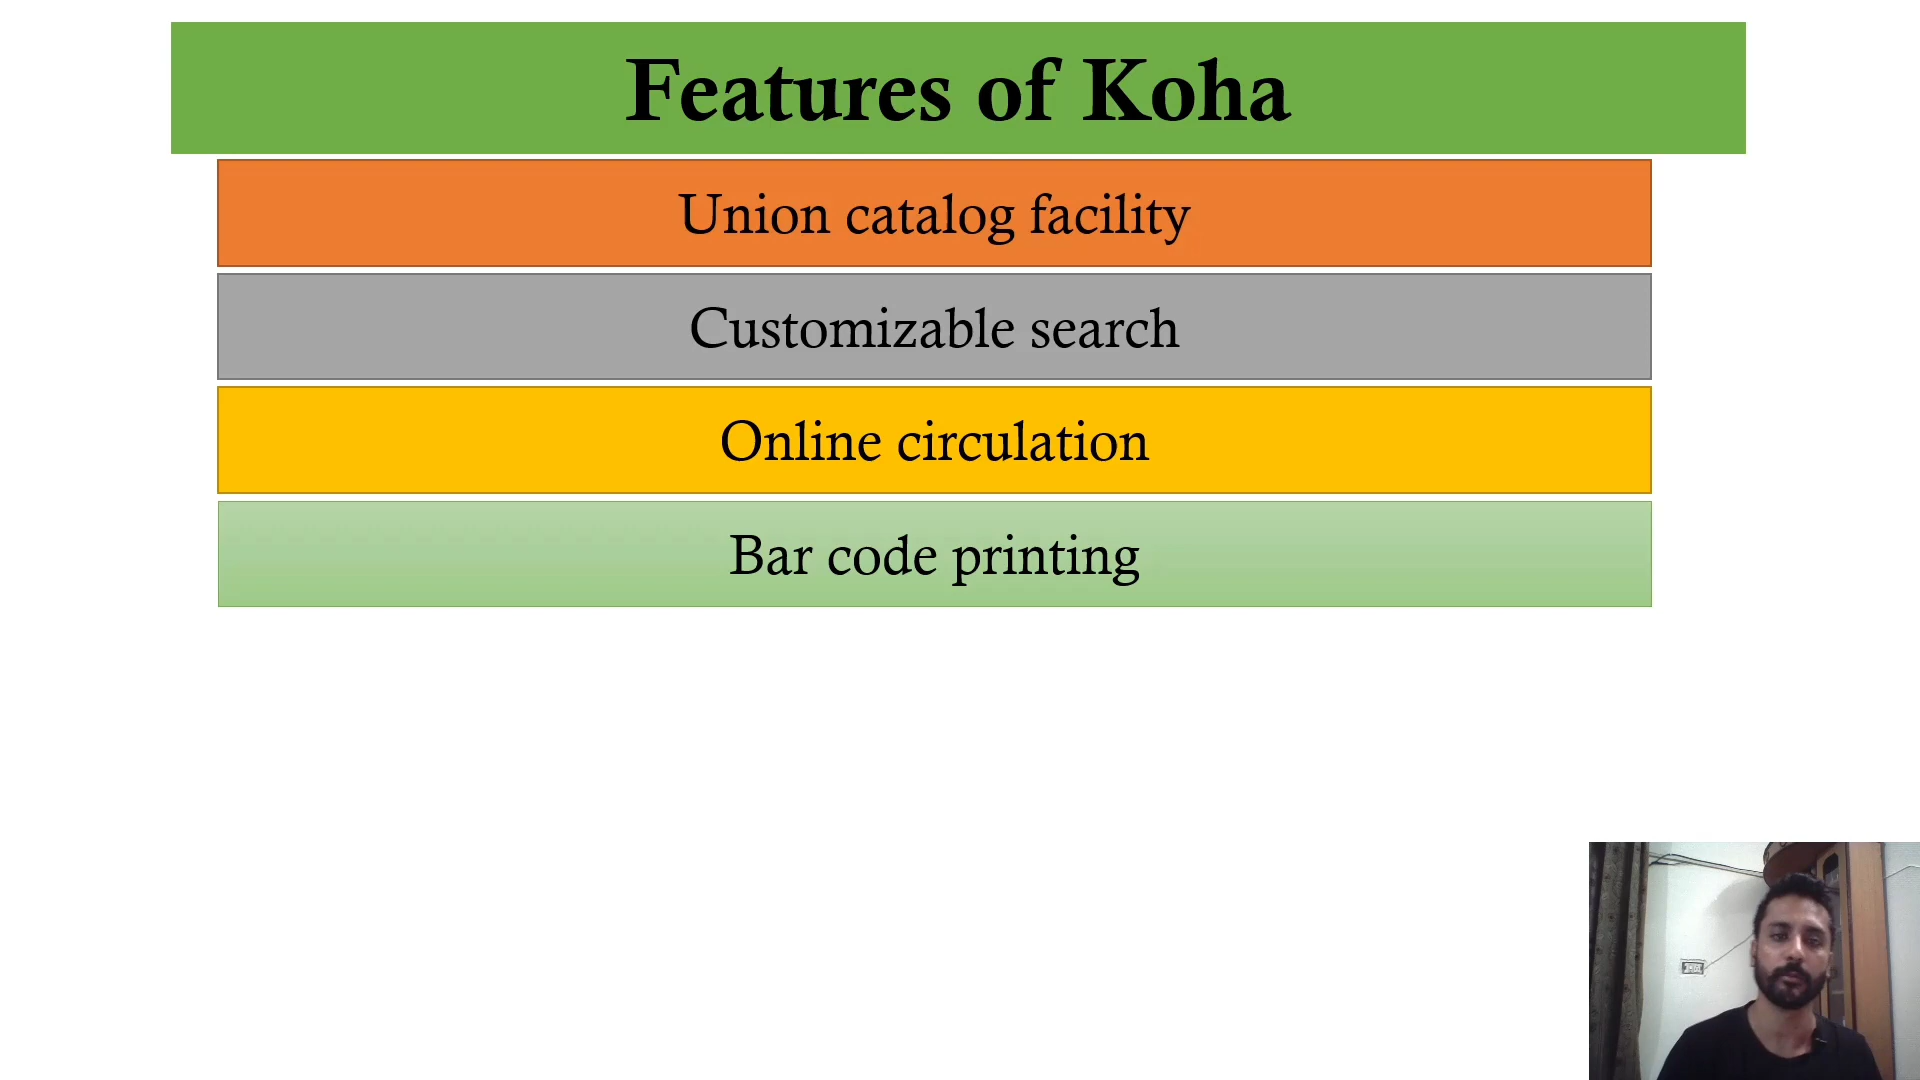 Features of Koha
Union catalog facility
Customizable search
Online circulation
Bar code printing